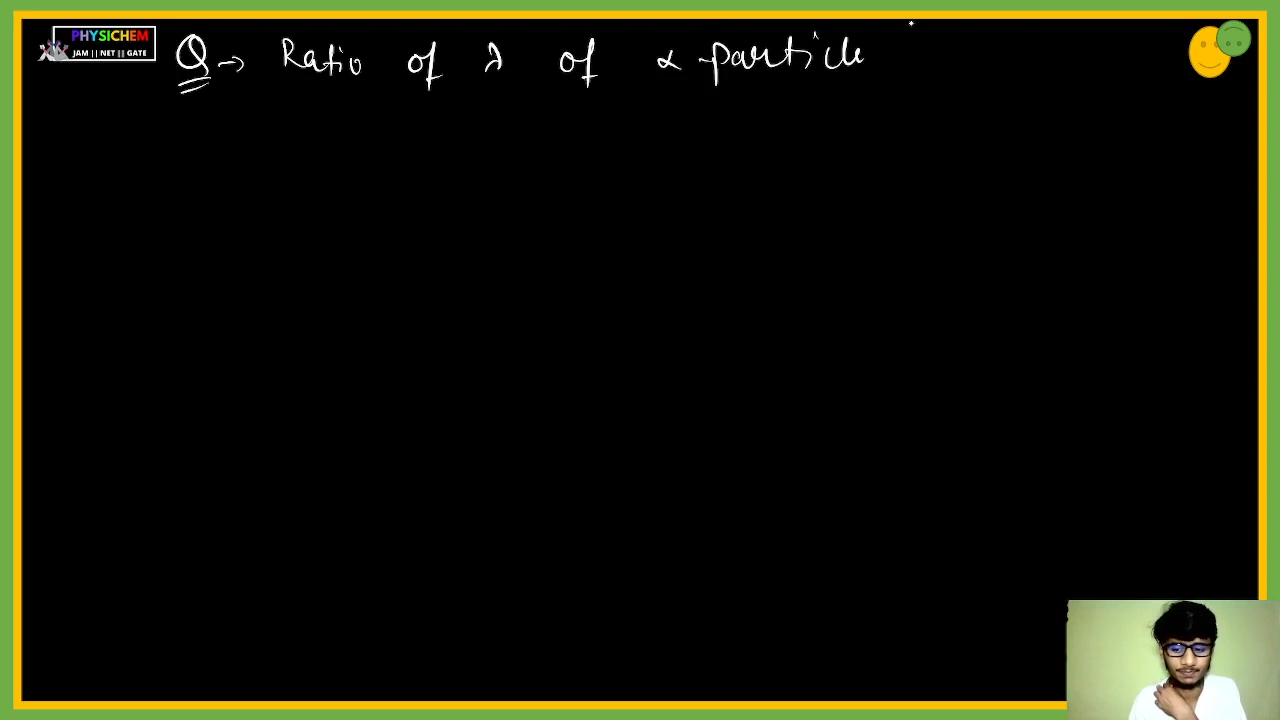 PHYSICHEM
JAM || NET || GATE
Q → Ratio of λ of α-particle